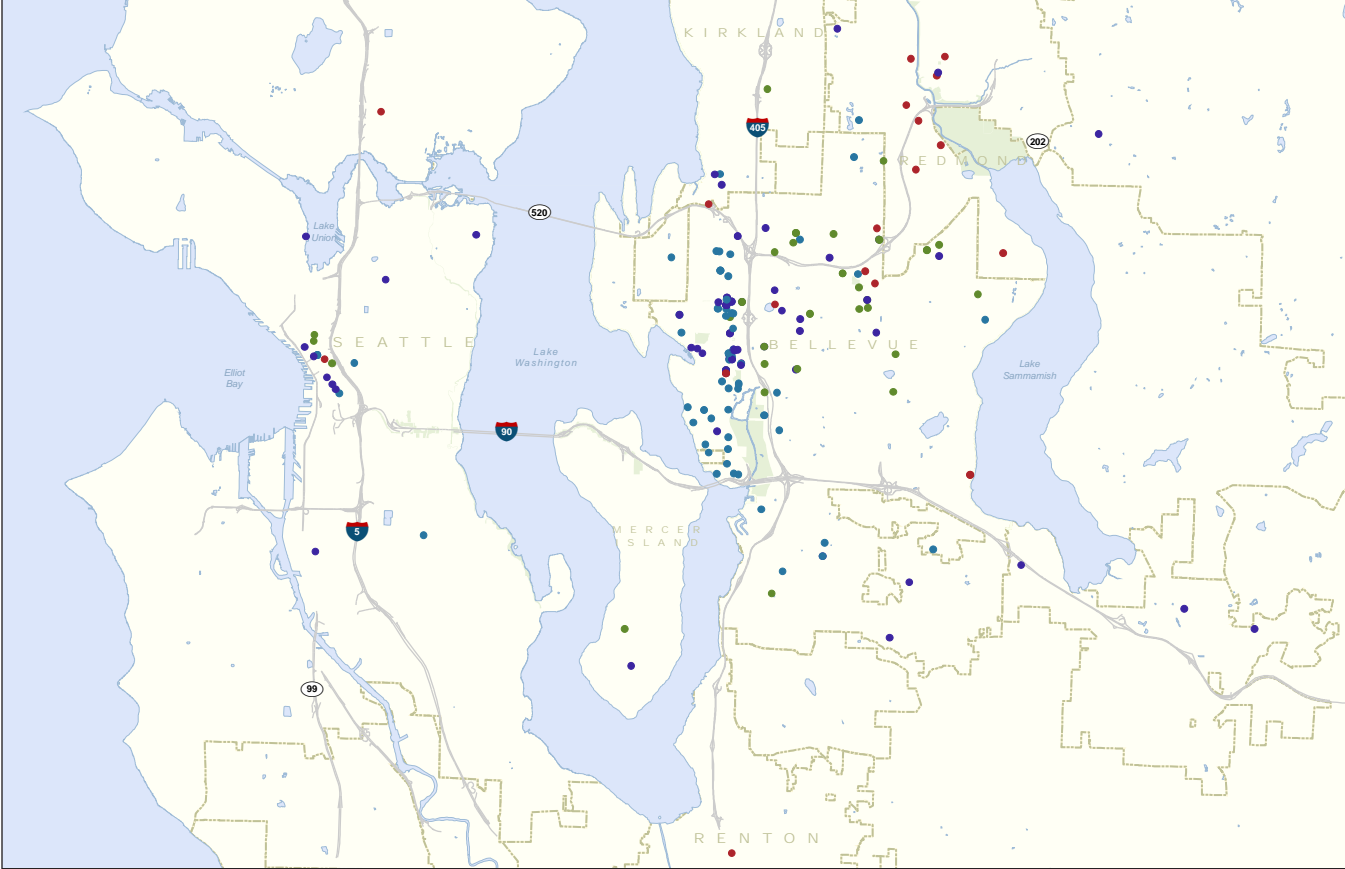 KIRKLAND
405
202
REDMOND
520
Lake
Union
SEATTLE
BELLEVUE
Lake
Washington
Lake
Sammamish
Elliot
Bay
90
5
MERCER
ISLAND
99
RENTON